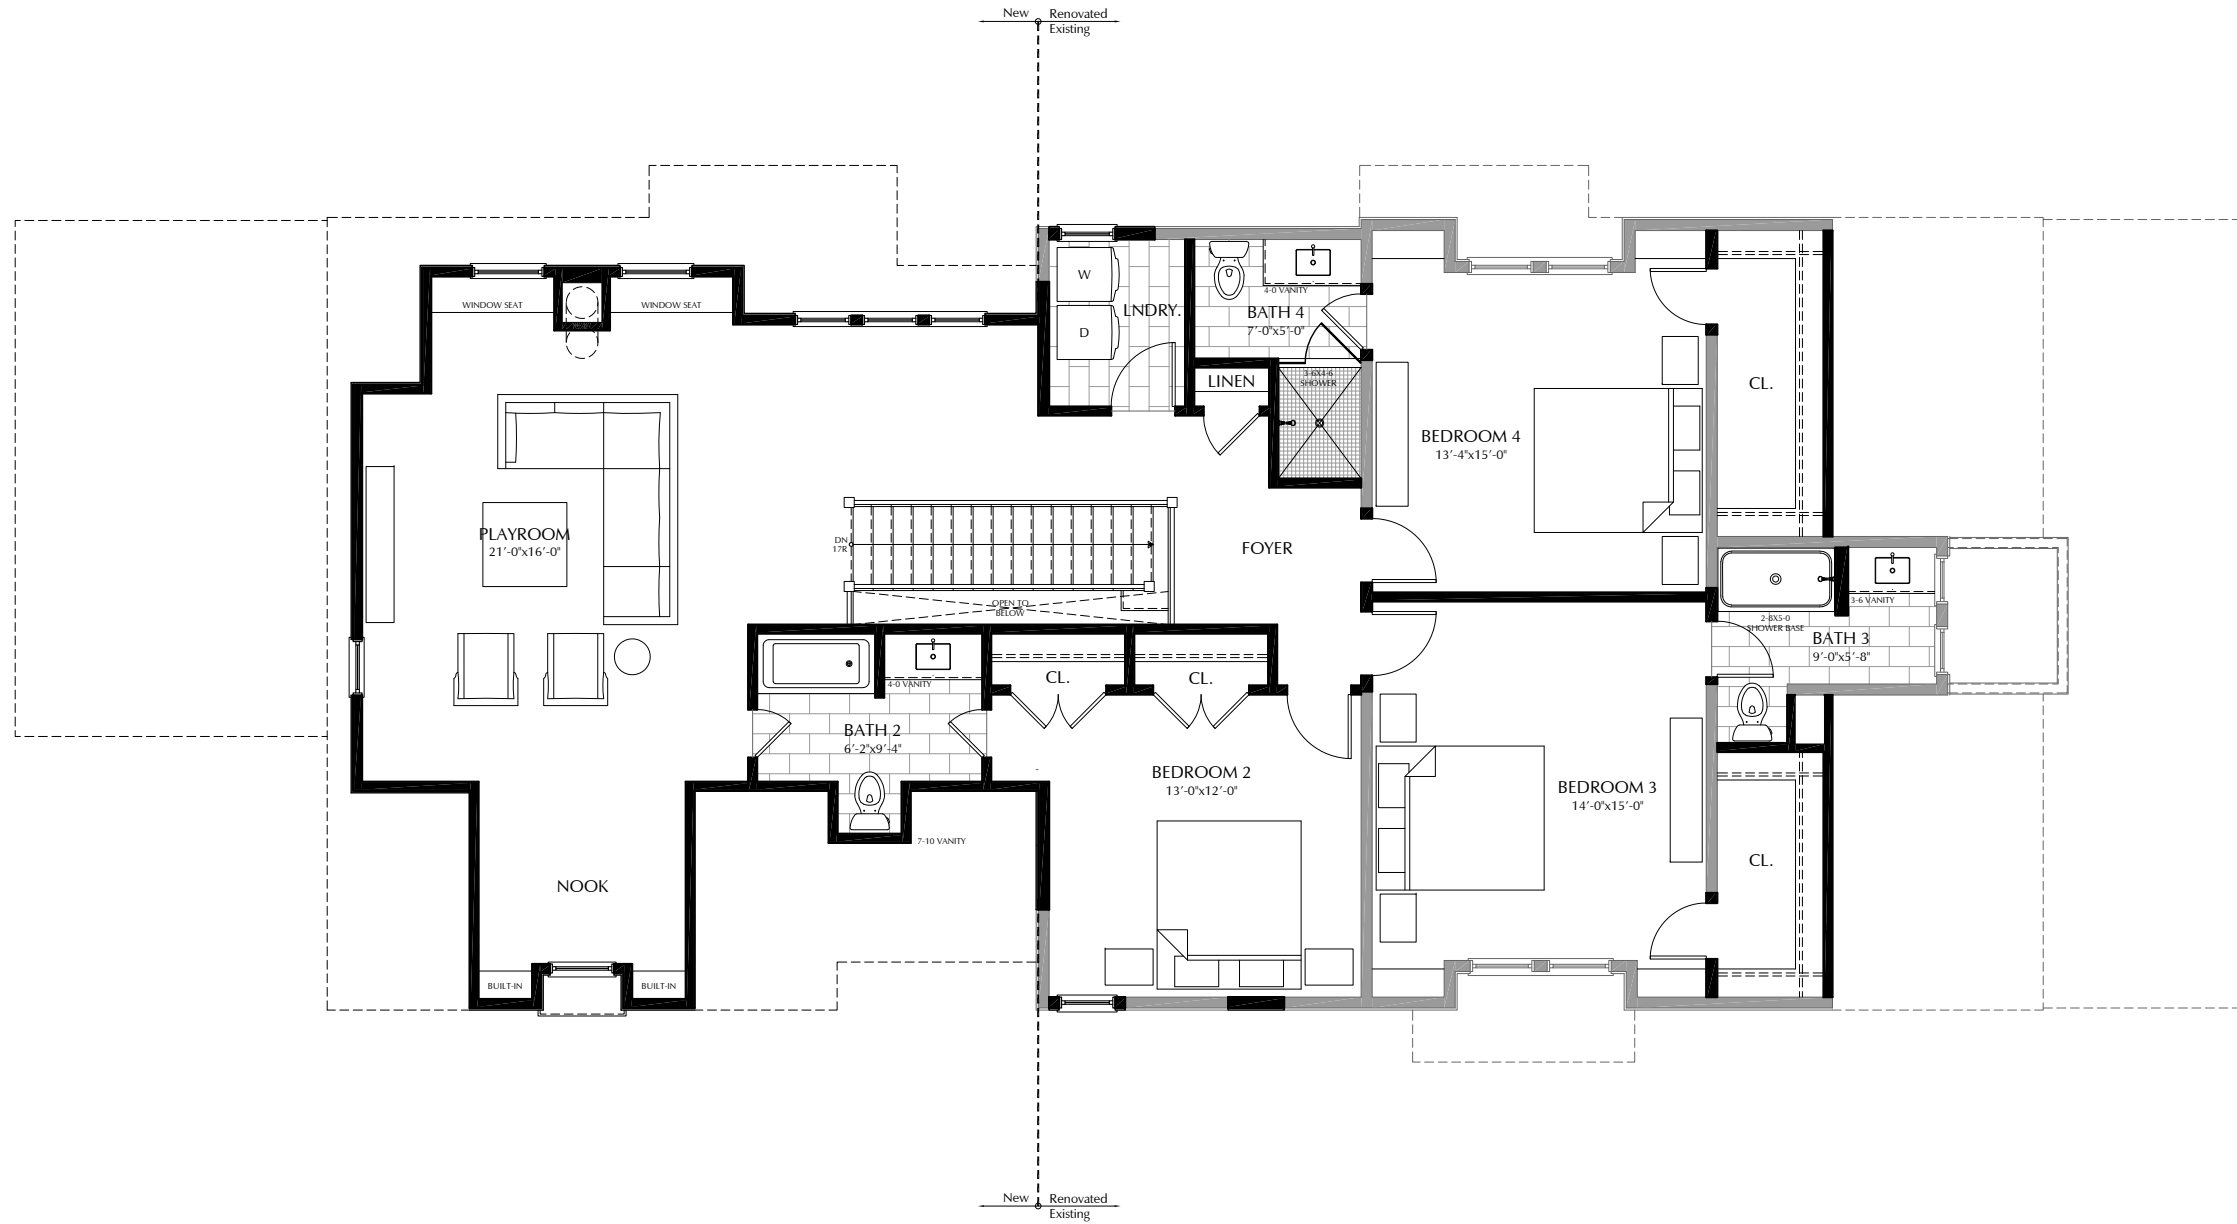 New
Renovated
Existing
WINDOW SEAT
WINDOW SEAT
W
D
LNDRY.
4-0 VANITY
BATH 4
7'-0"x5'-0"
LINEN
3-6X4-6
SHOWER
CL.
BEDROOM 4
13'-4"x15'-0"
PLAYROOM
21'-0"x16'-0"
DN
17R
FOYER
OPEN TO
BELOW
3-6 VANITY
2-8X5-0
SHOWER BASE
BATH 3
9'-0"x5'-8"
4-0 VANITY
CL.
CL.
BATH 2
6'-2"x9'-4"
BEDROOM 2
13'-0"x12'-0"
BEDROOM 3
14'-0"x15'-0"
7-10 VANITY
CL.
NOOK
BUILT-IN
BUILT-IN
New
Renovated
Existing